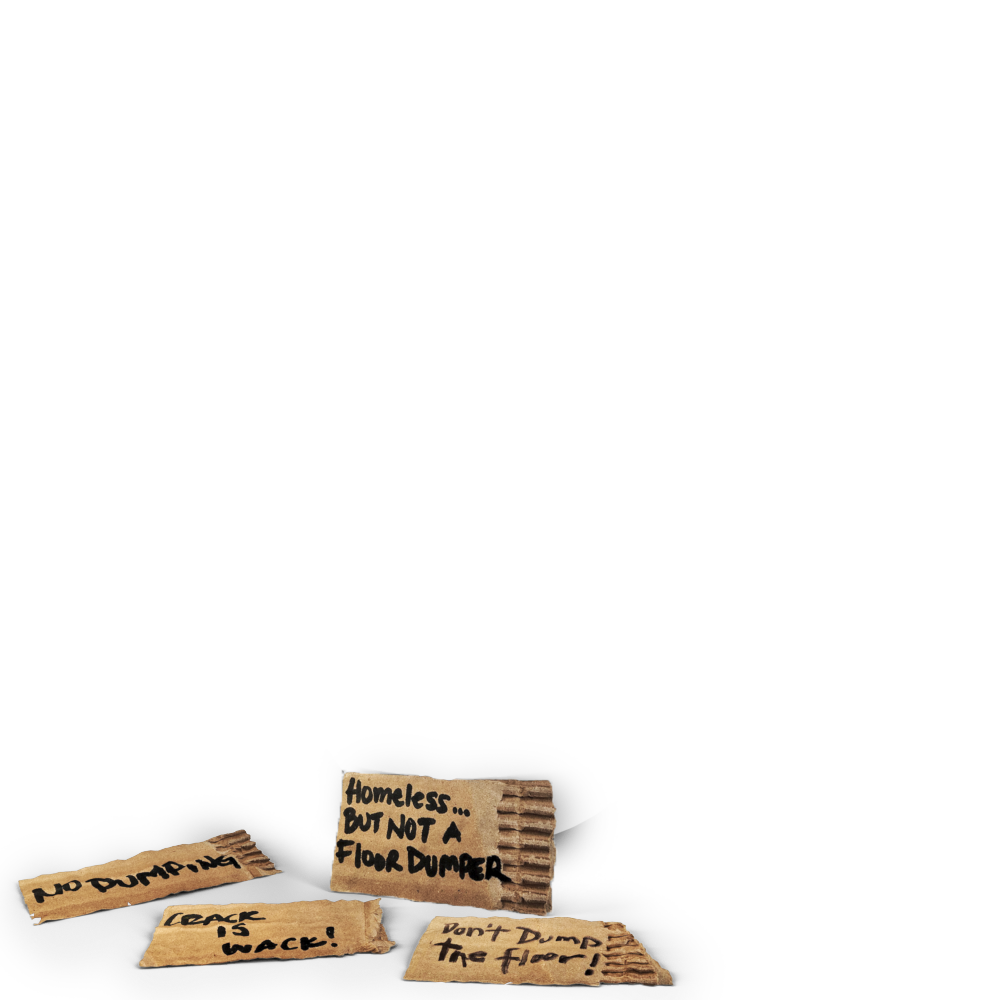 Homeless...
BUT NOT A
FLOOR DUMPER
NO DUMPING
CRACK
IS
WACK!
Don't Dump
the floor!